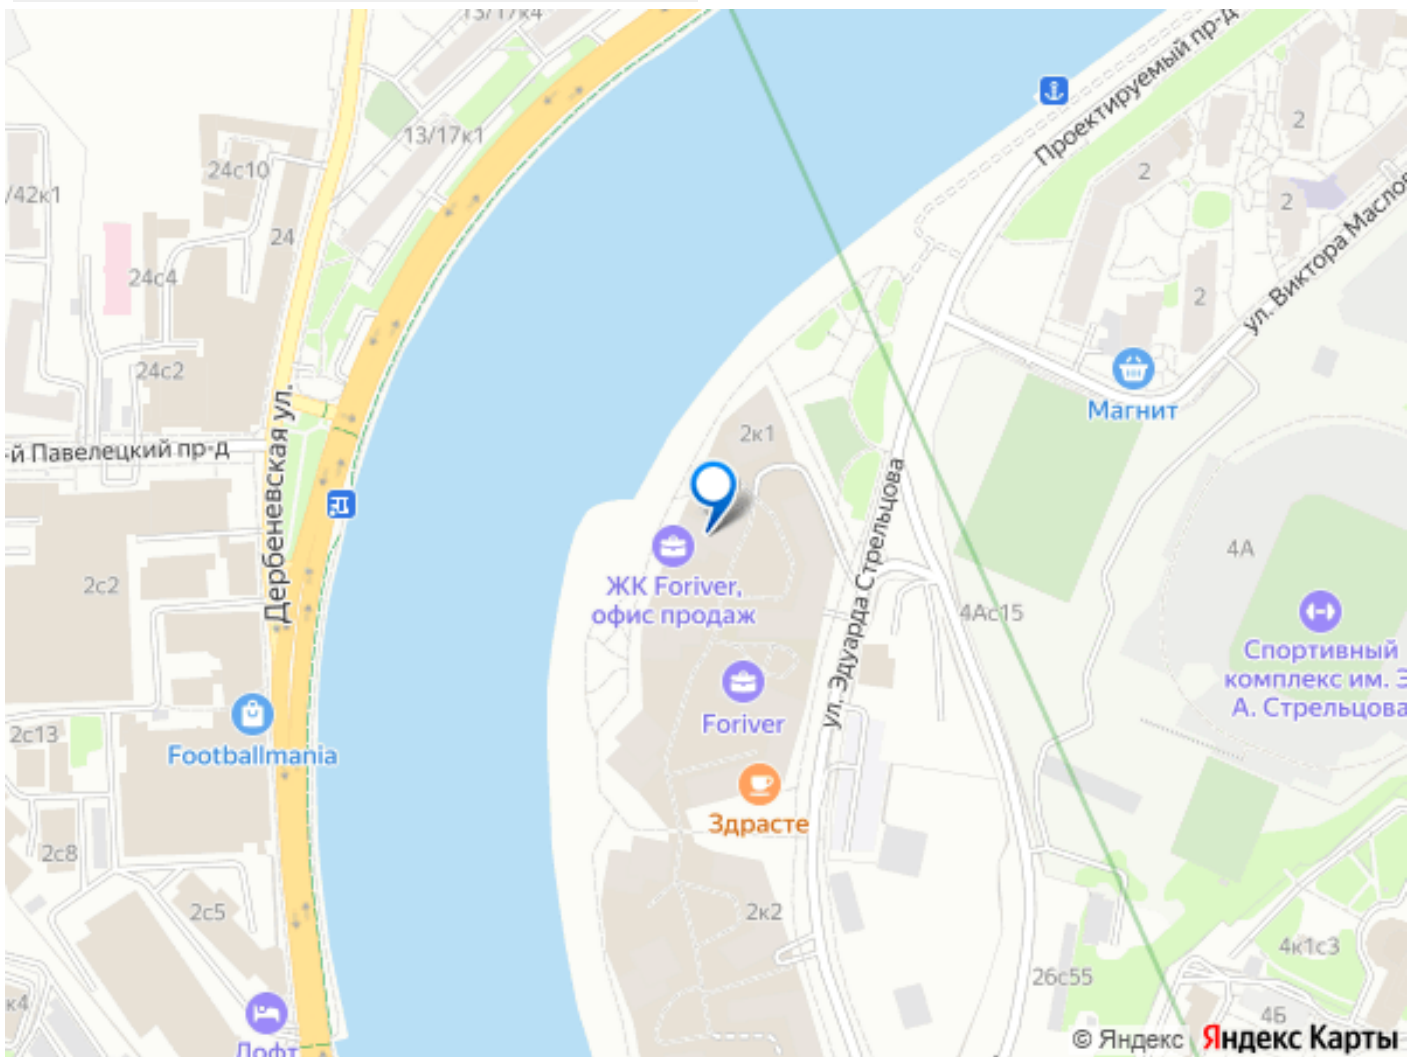 13/17к4
Проектируемый пр-д
13/17к1
2
24с10
2
/42к1
2
24
ул. Виктора Маслов
24с4
2
24с2
Магнит
Дербеневская ул.
2к1
-й Павелецкий пр-д
ул. Эдуарда Стрельцова
4А
2с2
ЖК Foriver,
офис продаж
4Ас15
Спортивный
комплекс им. Э
А. Стрельцова
Foriver
2с13
Footballmania
Здрасте
2с8
2с5
2к2
4к1с3
26с55
к4
4Б
Лофт
© Яндекс Яндекс Карты